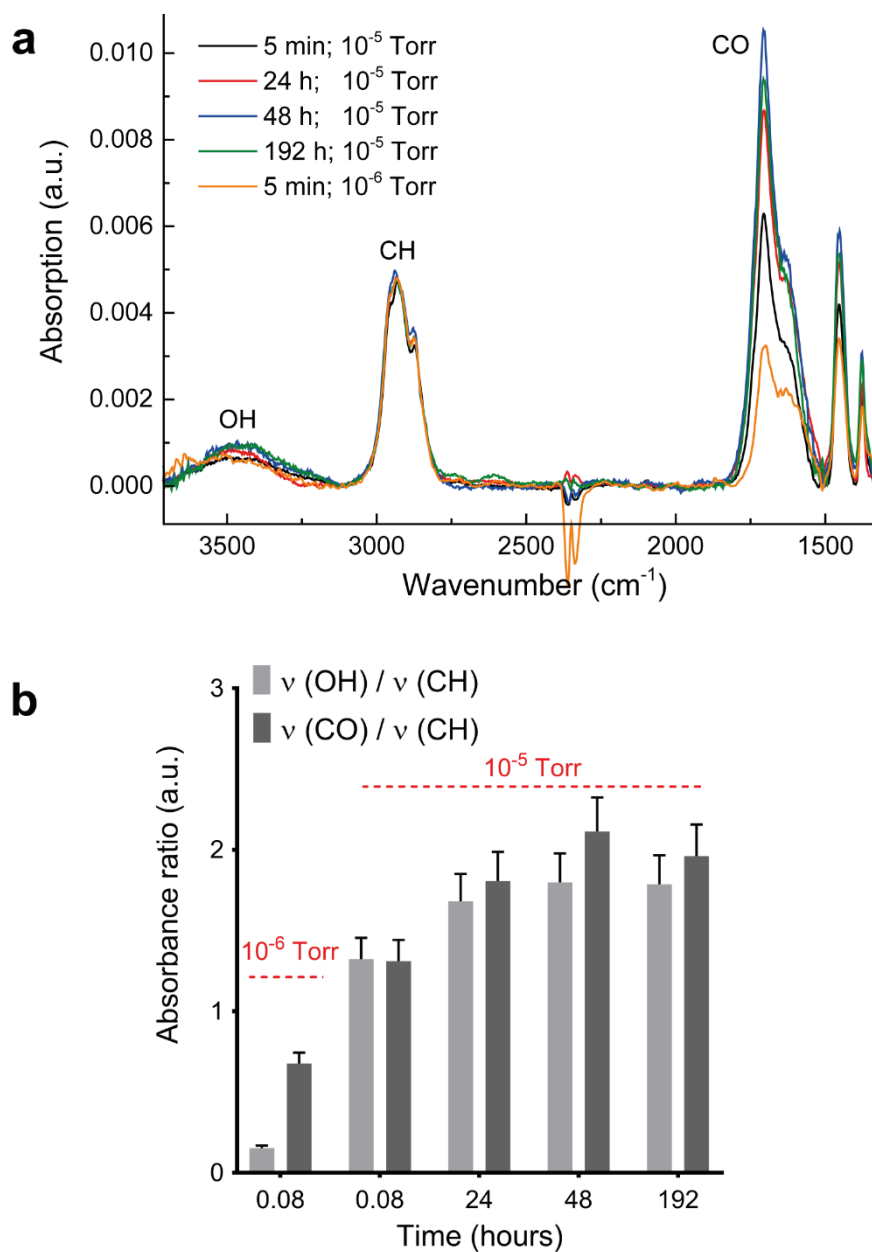 a
5 min; 10⁻⁵ Torr
24 h; 10⁻⁵ Torr
48 h; 10⁻⁵ Torr
192 h; 10⁻⁵ Torr
5 min; 10⁻⁶ Torr
CO
CH
OH
0.010
0.008
0.006
0.004
0.002
0.000
Absorption (a.u.)
3500 3000 2500 2000 1500
Wavenumber (cm⁻¹)
b
ν (OH) / ν (CH)
ν (CO) / ν (CH)
10⁻⁵ Torr
10⁻⁶ Torr
3
2
1
0
Absorbance ratio (a.u.)
0.08 0.08 24 48 192
Time (hours)